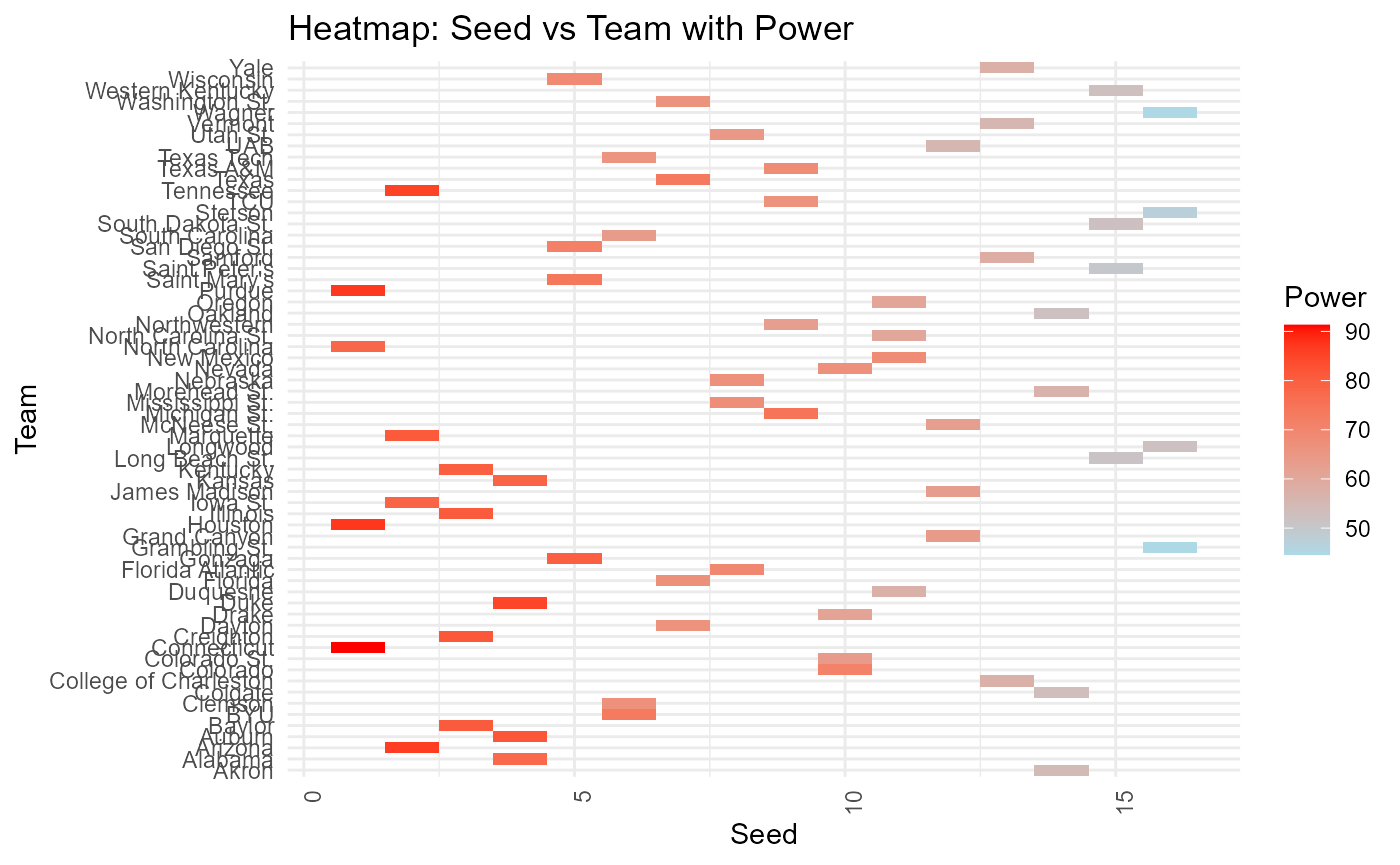 Heatmap: Seed vs Team with Power
Team
Yale
Wisconsin
Western Kentucky
Washington St.
Wagner
Vermont
Utah St.
UAB
Texas Tech
Texas A&M
Texas
Tennessee
TCU
Stetson
South Dakota St.
South Carolina
San Diego St.
Samford
Saint Peter's
Saint Mary's
Purdue
Oregon
Oakland
Northwestern
North Carolina St.
North Carolina
New Mexico
Nevada
Nebraska
Morehead St.
Mississippi St.
Michigan St.
McNeese St.
Marquette
Longwood
Long Beach St.
Kentucky
Kansas
James Madison
Iowa St.
Illinois
Houston
Grand Canyon
Grambling St.
Gonzaga
Florida Atlantic
Florida
Duquesne
Duke
Drake
Dayton
Creighton
Connecticut
Colorado St.
Colorado
College of Charleston
Colgate
Clemson
BYU
Baylor
Auburn
Arizona
Alabama
Akron
0
5
10
15
Seed
Power
90
80
70
60
50